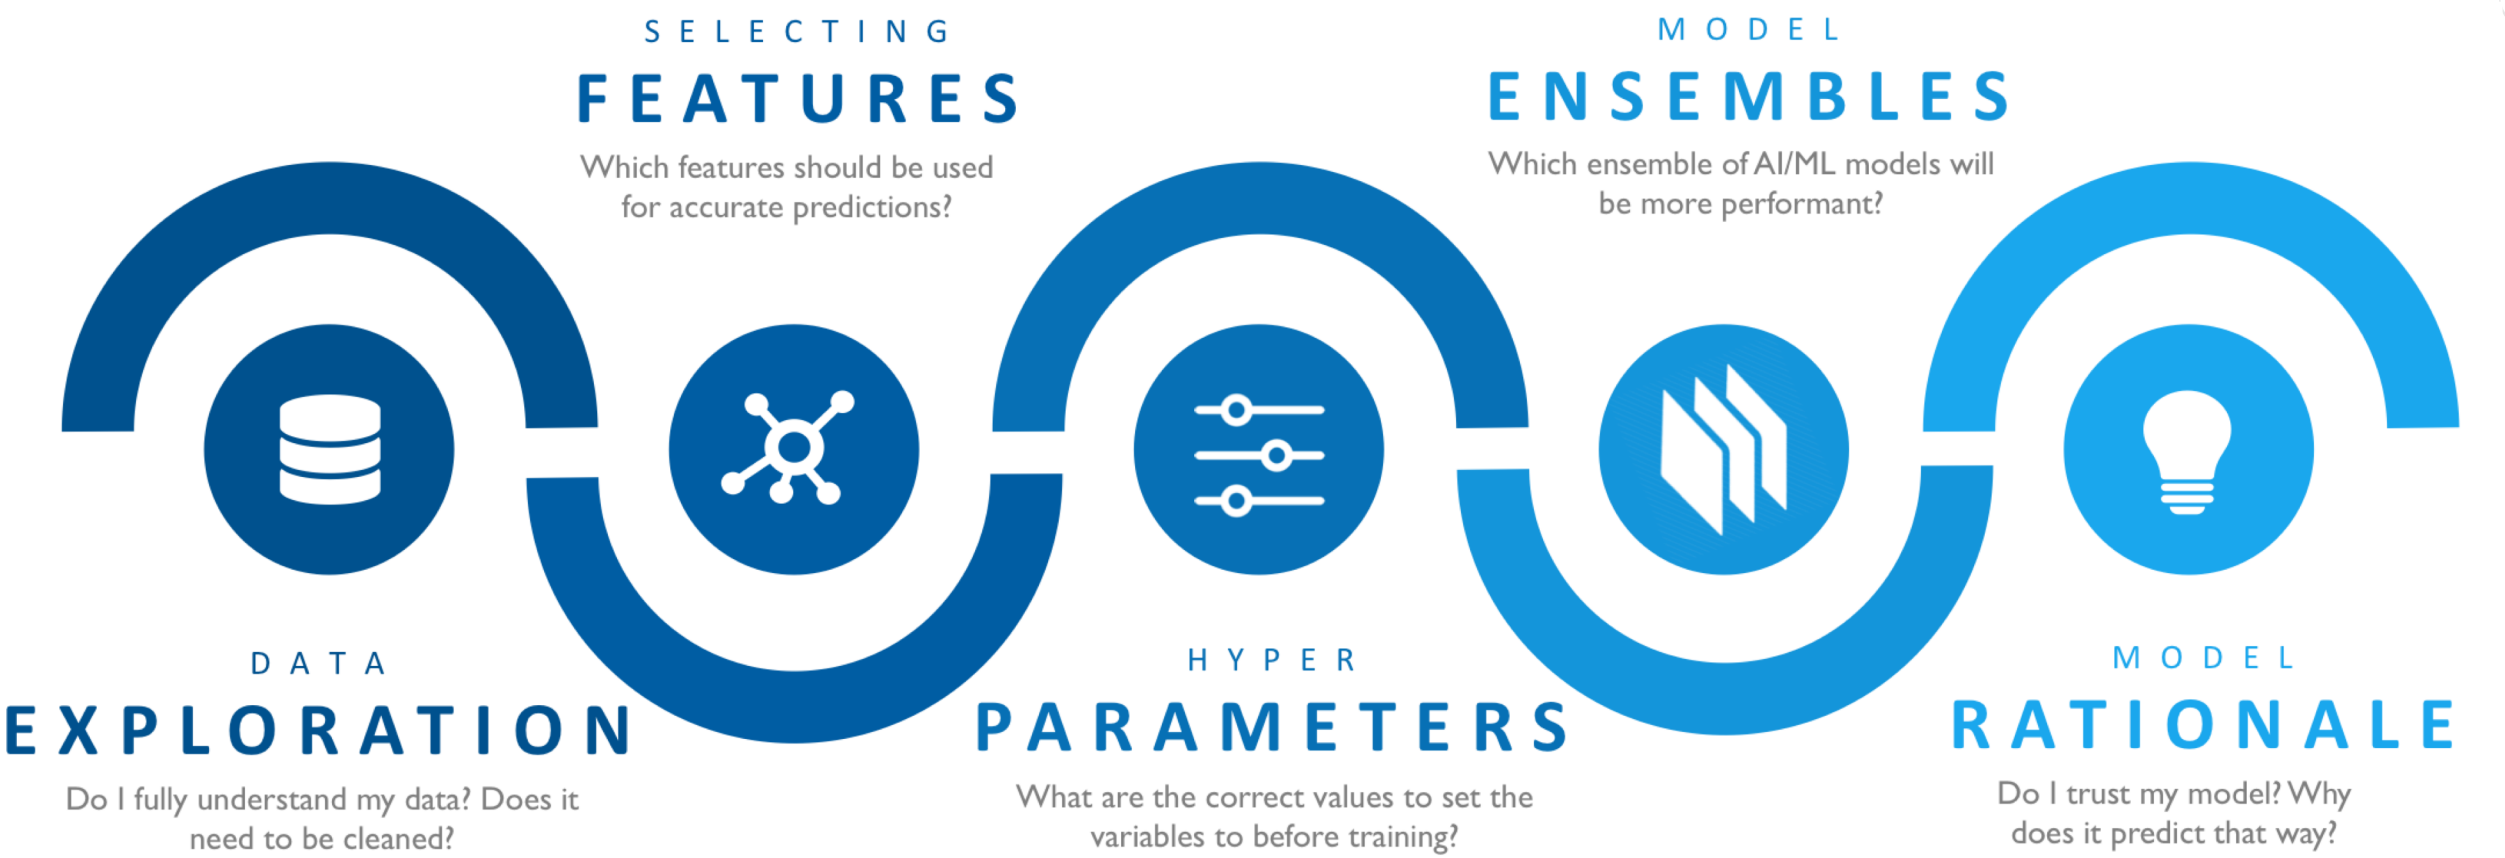 SELECTING
FEATURES
Which features should be used
for accurate predictions?
MODEL
ENSEMBLES
Which ensemble of AI/ML models will
be more performant?
DATA
EXPLORATION
Do I fully understand my data? Does it
need to be cleaned?
HYPER
PARAMETERS
What are the correct values to set the
variables to before training?
MODEL
RATIONALE
Do I trust my model? Why
does it predict that way?